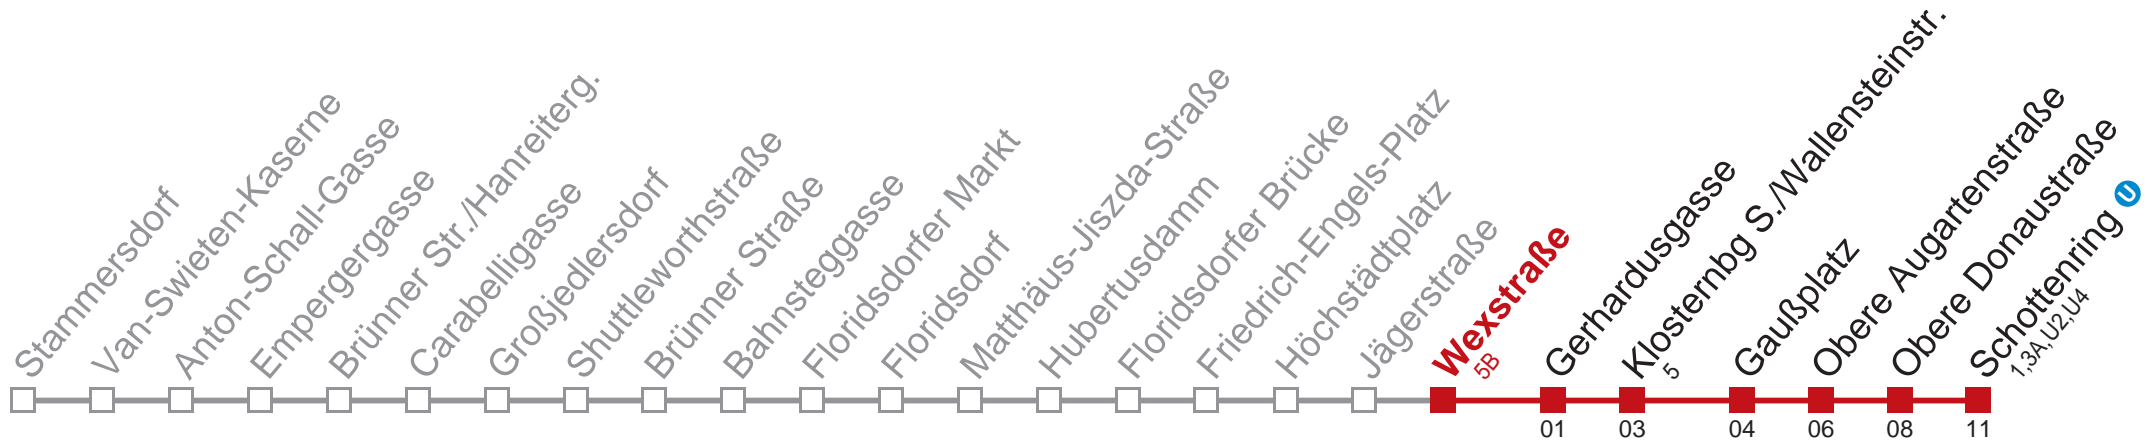 Stammersdorf
Van-Swieten-Kaserne
Anton-Schall-Gasse
Empergergasse
Brünner Str./Hanreiterg.
Carabelligasse
Großjedlersdorf
Shuttleworthstraße
Brünner Straße
Bahnsteggasse
Floridsdorfer Markt
Floridsdorf
Matthäus-Jiszda-Straße
Hubertusdamm
Floridsdorfer Brücke
Friedrich-Engels-Platz
Höchstädtplatz
Jägerstraße
Wexstraße
5B
Gerhardusgasse
Klosternbg S./Wallensteinstr.
5
Gaußplatz
Obere Augartenstraße
Obere Donaustraße
Schottenring U
1,3A,U2,U4
01 03 04 06 08 11